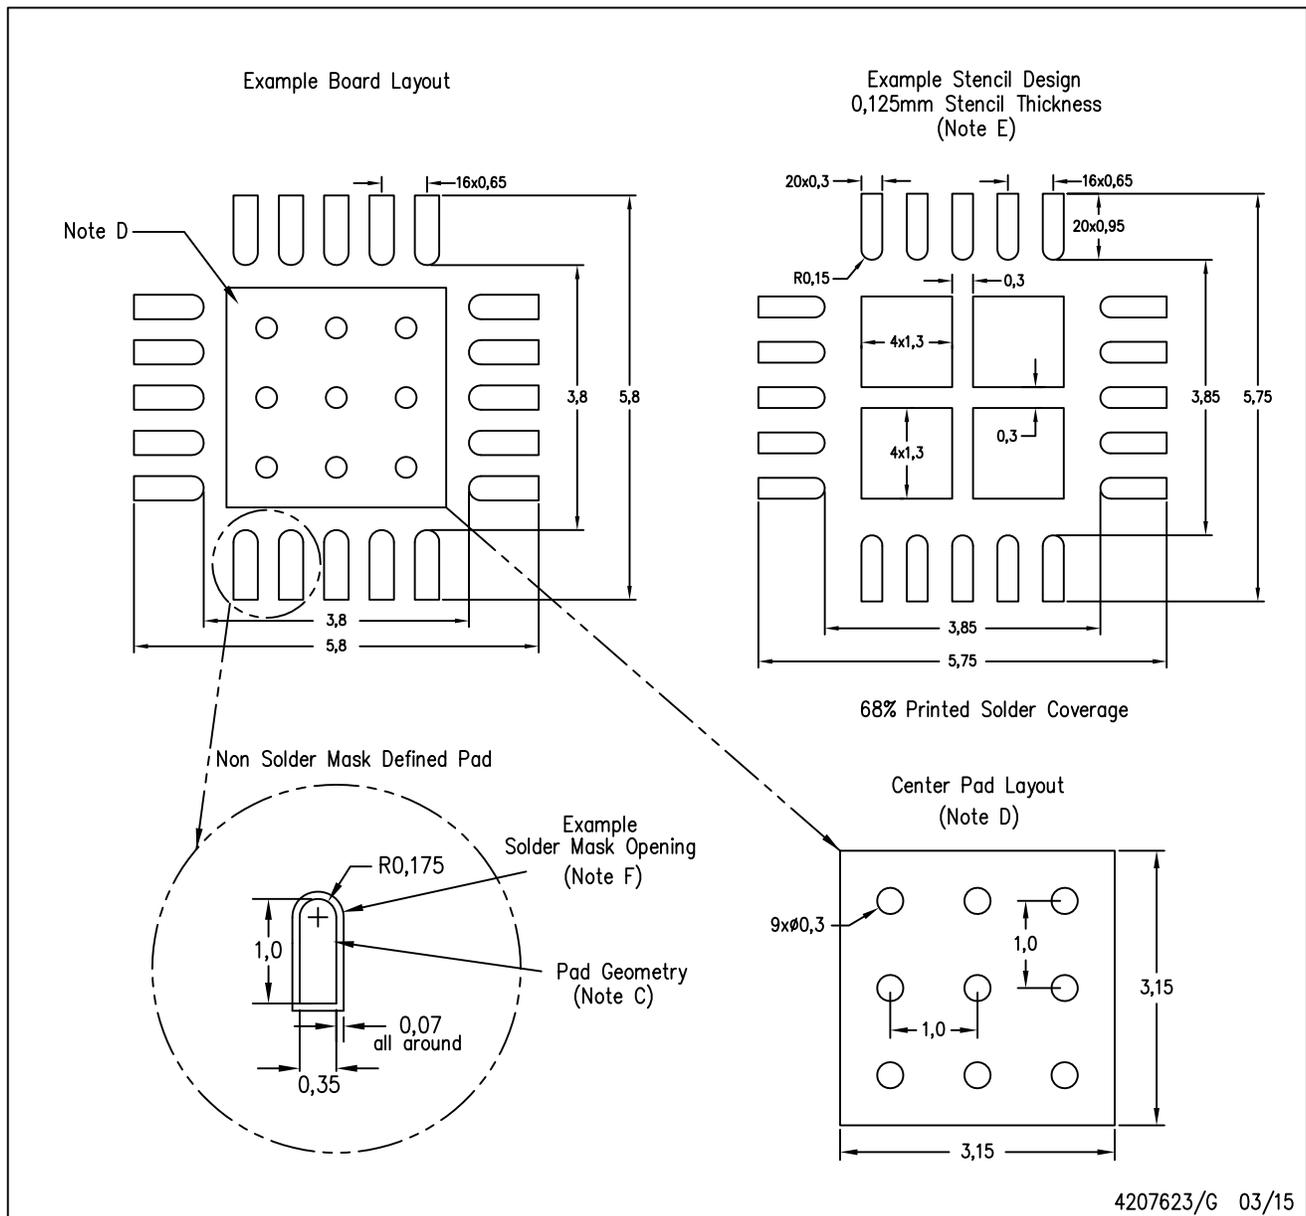 Example Board Layout
16x0,65
Note D
3,8
5,8
3,8
5,8
Example Stencil Design
0,125mm Stencil Thickness
(Note E)
20x0,3
16x0,65
20x0,95
R0,15
0,3
4x1,3
3,85
5,75
0,3
4x1,3
3,85
5,75
68% Printed Solder Coverage
Non Solder Mask Defined Pad
Example
Solder Mask Opening
(Note F)
R0,175
1,0
Pad Geometry
(Note C)
0,07
all around
0,35
Center Pad Layout
(Note D)
9xø0,3
1,0
3,15
1,0
3,15
4207623/G 03/15